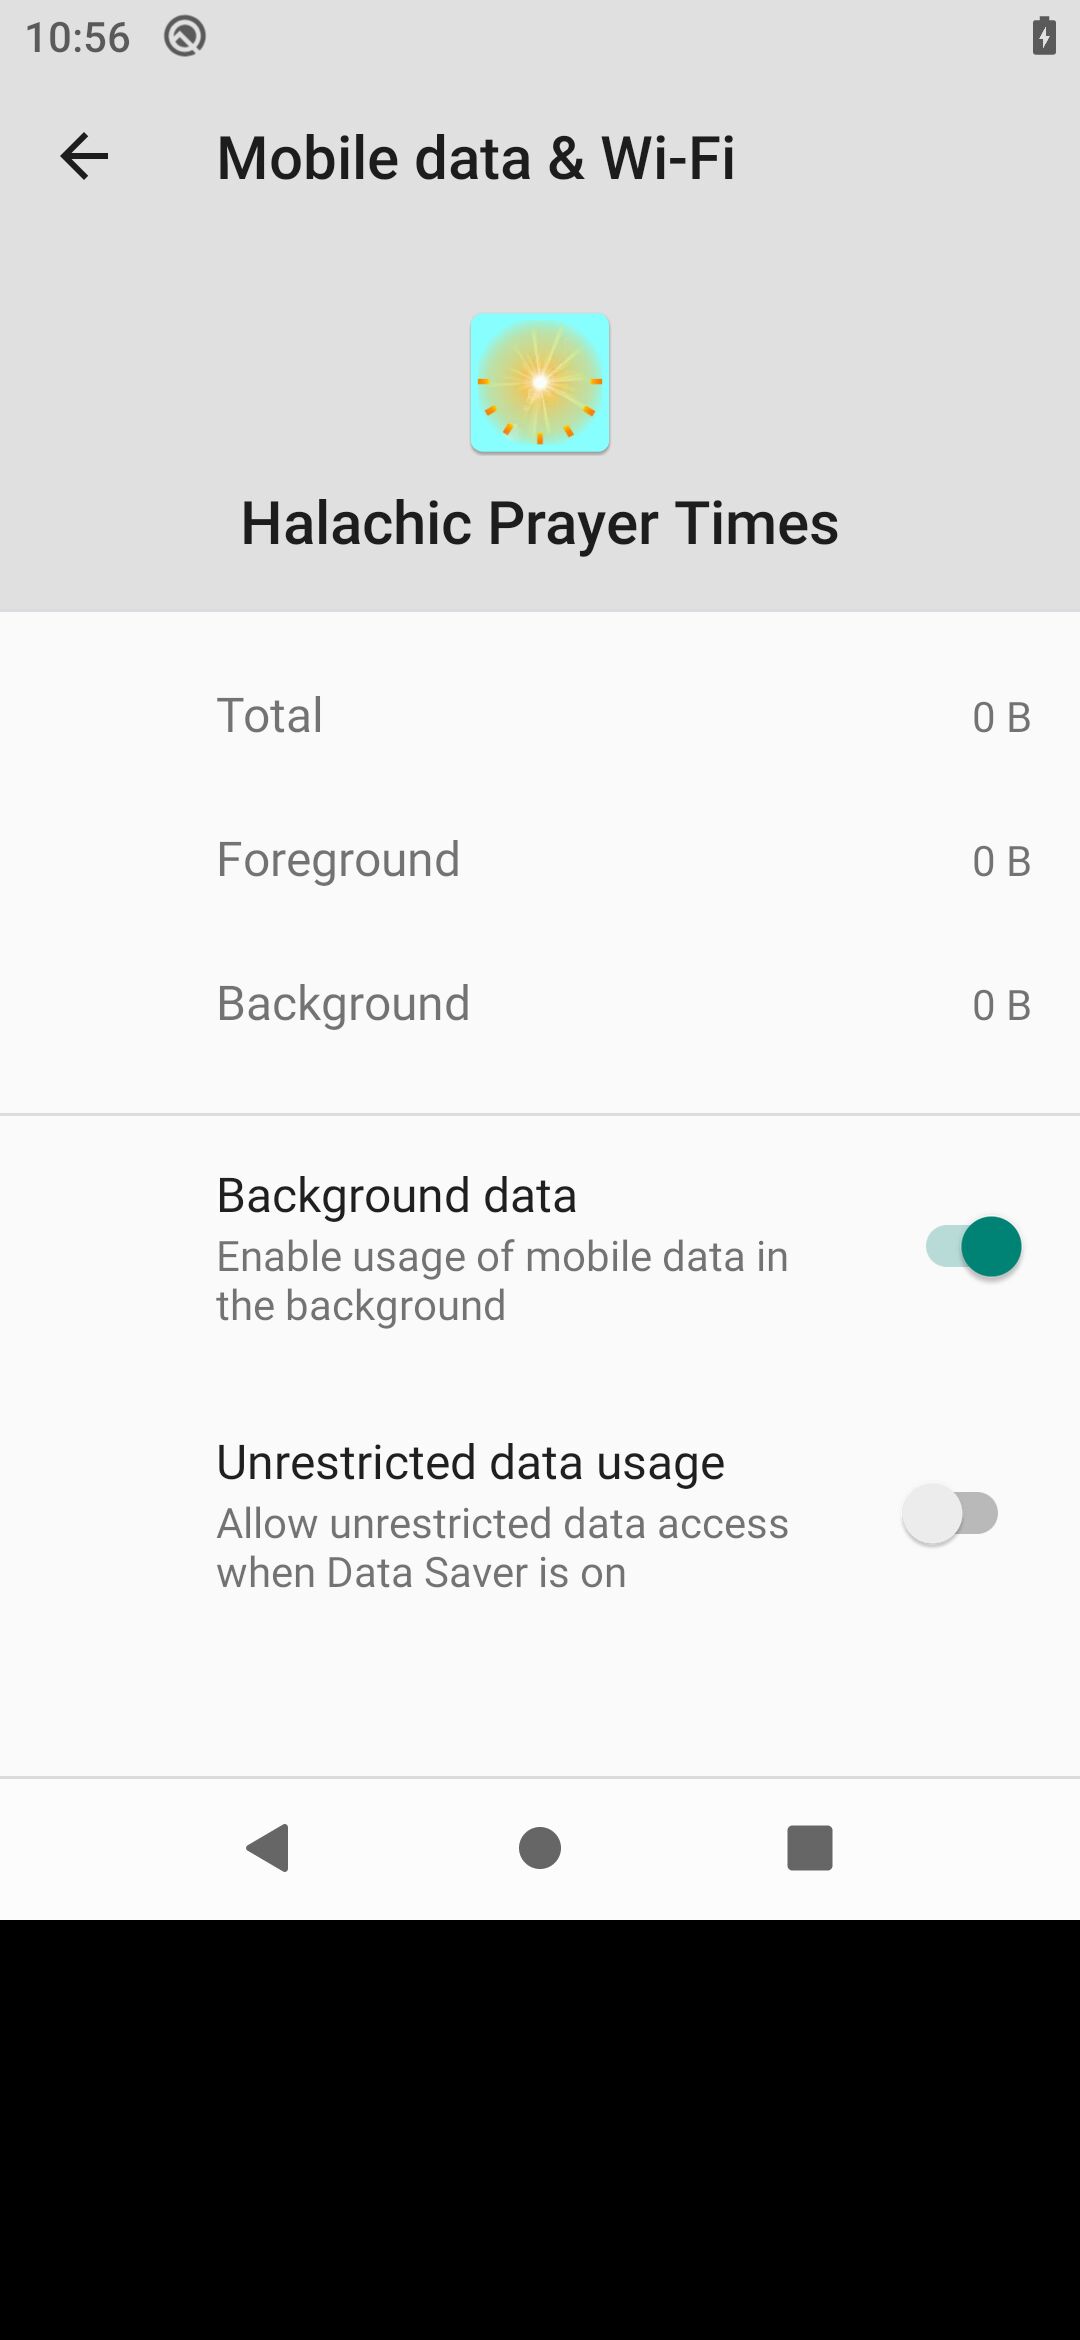 10:56
Mobile data & Wi-Fi
Halachic Prayer Times
Total 0 B
Foreground 0 B
Background 0 B
Background data
Enable usage of mobile data in
the background
Unrestricted data usage
Allow unrestricted data access
when Data Saver is on